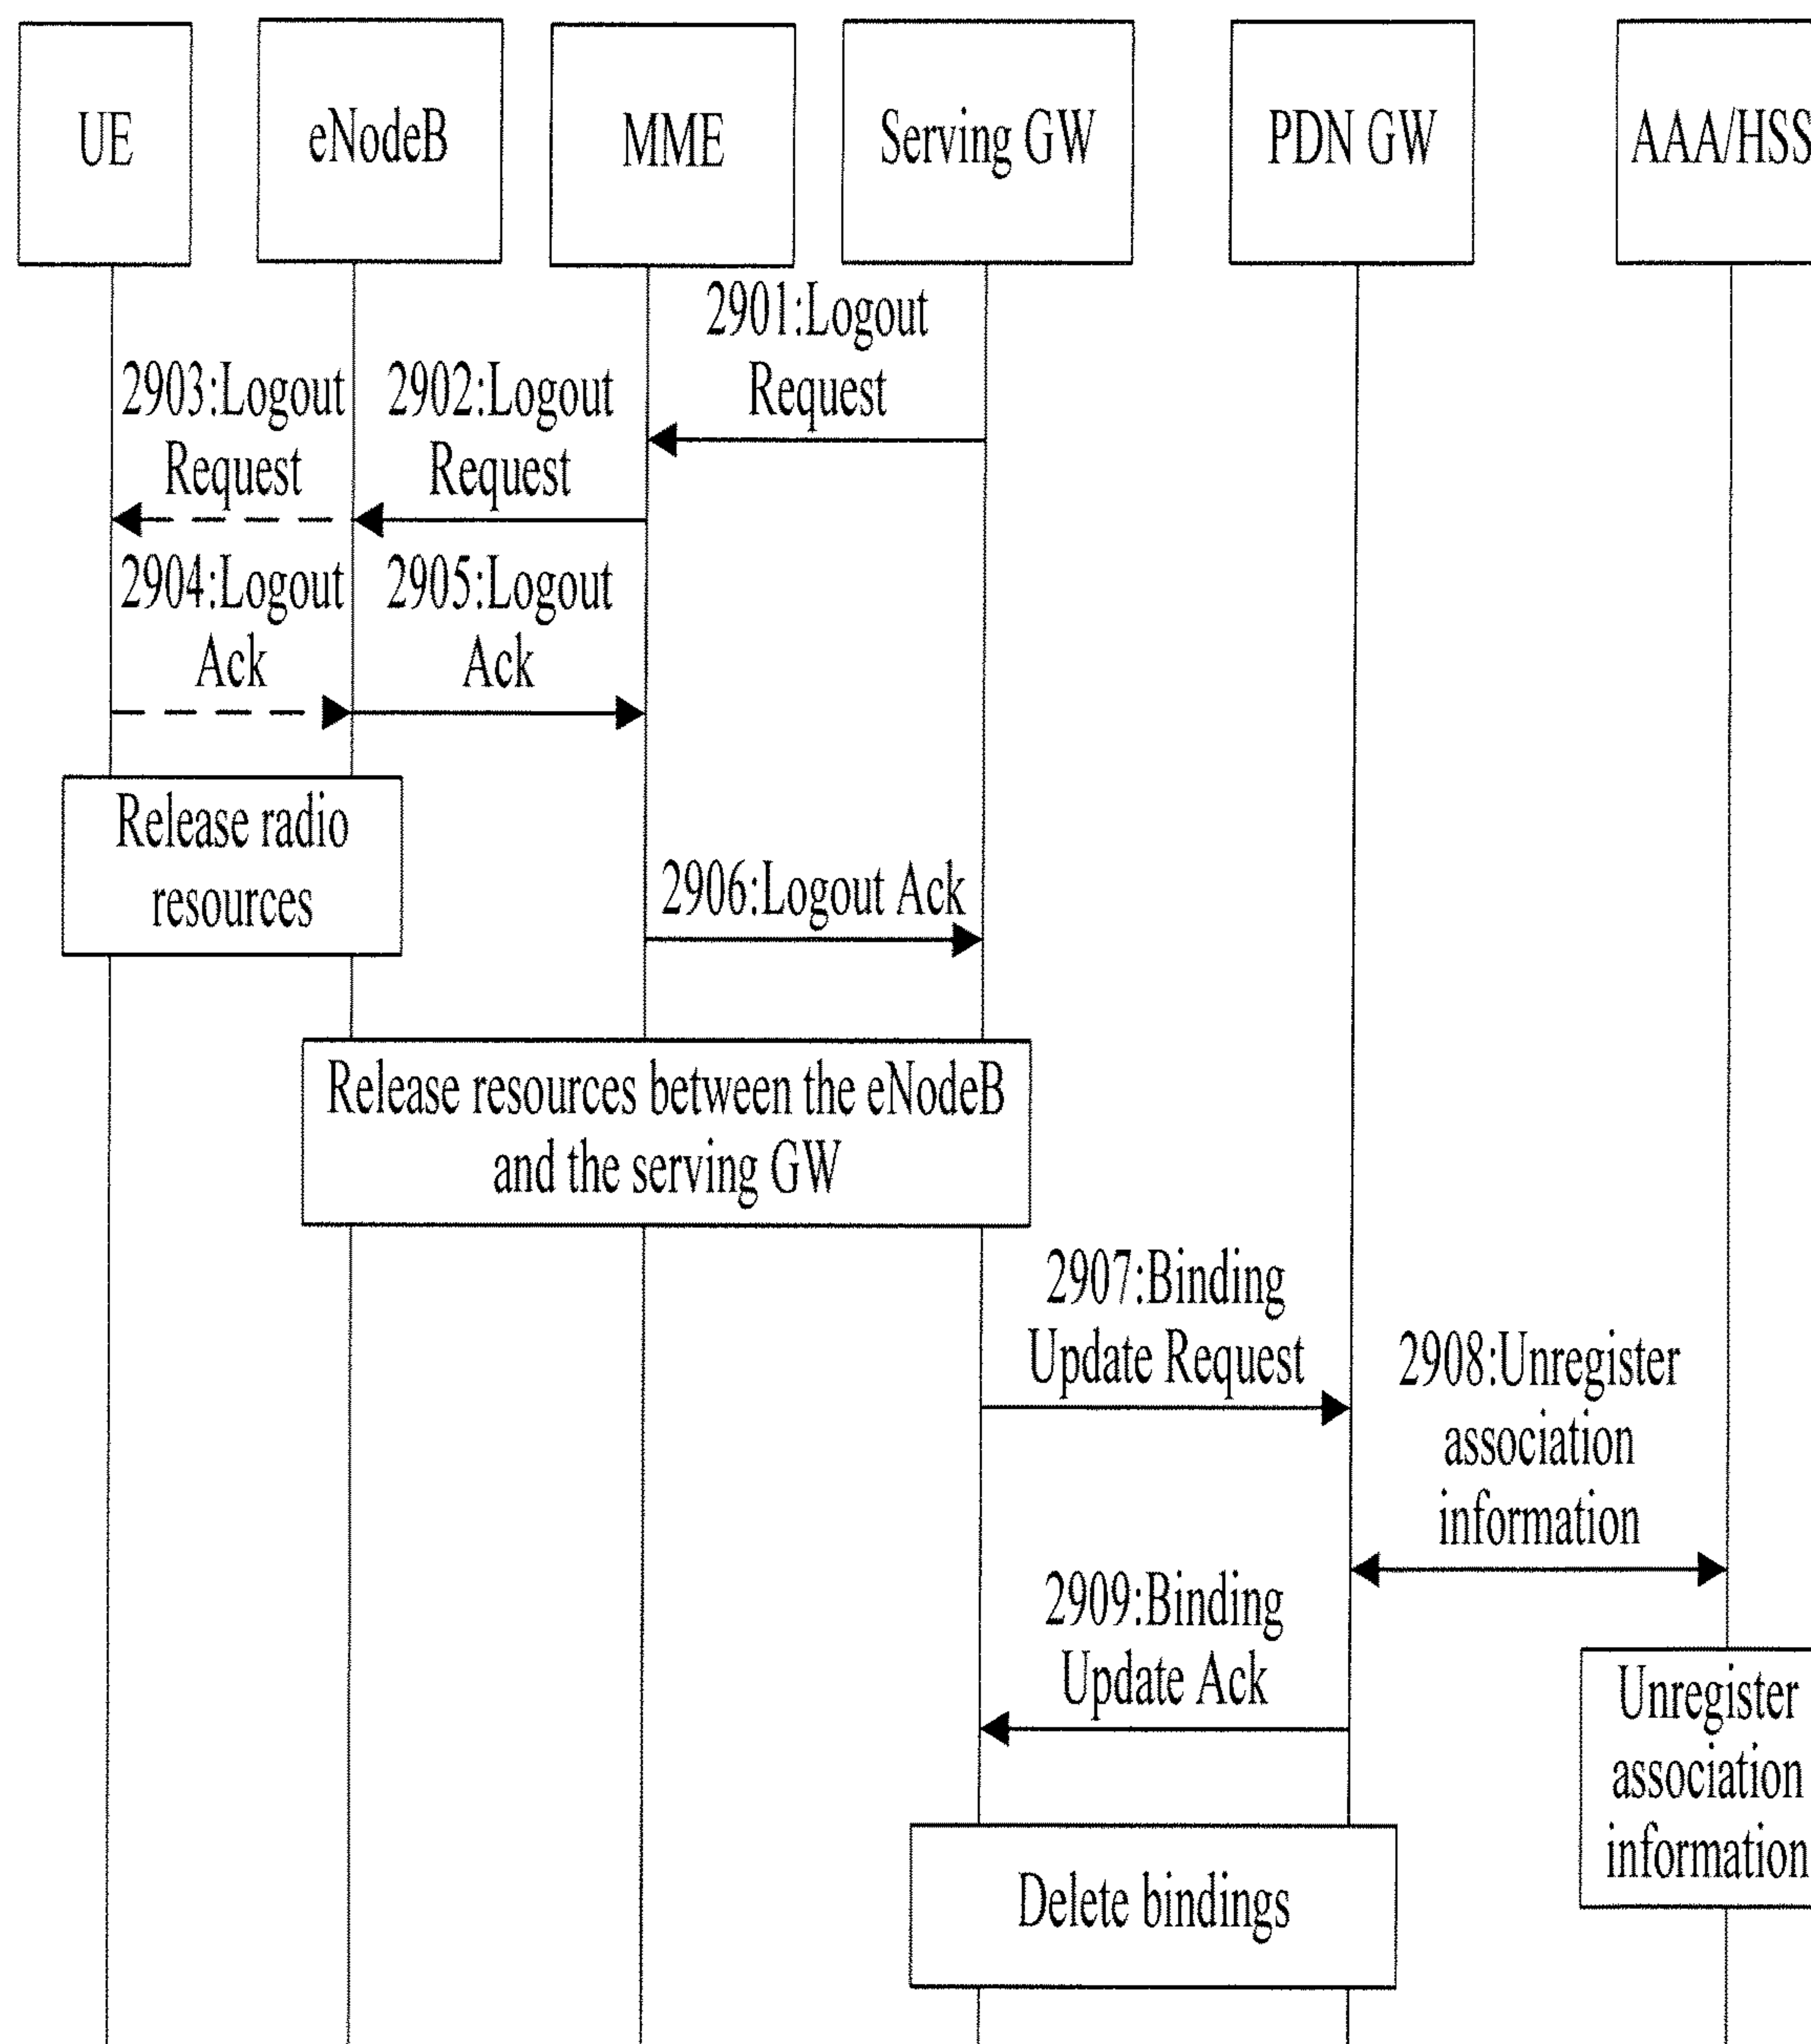 UE
eNodeB
MME
Serving GW
PDN GW
AAA/HSS
2901:Logout
Request
2903:Logout
Request
2902:Logout
Request
2904:Logout
Ack
2905:Logout
Ack
Release radio
resources
2906:Logout Ack
Release resources between the eNodeB
and the serving GW
2907:Binding
Update Request
2908:Unregister
association
information
2909:Binding
Update Ack
Unregister
association
information
Delete bindings